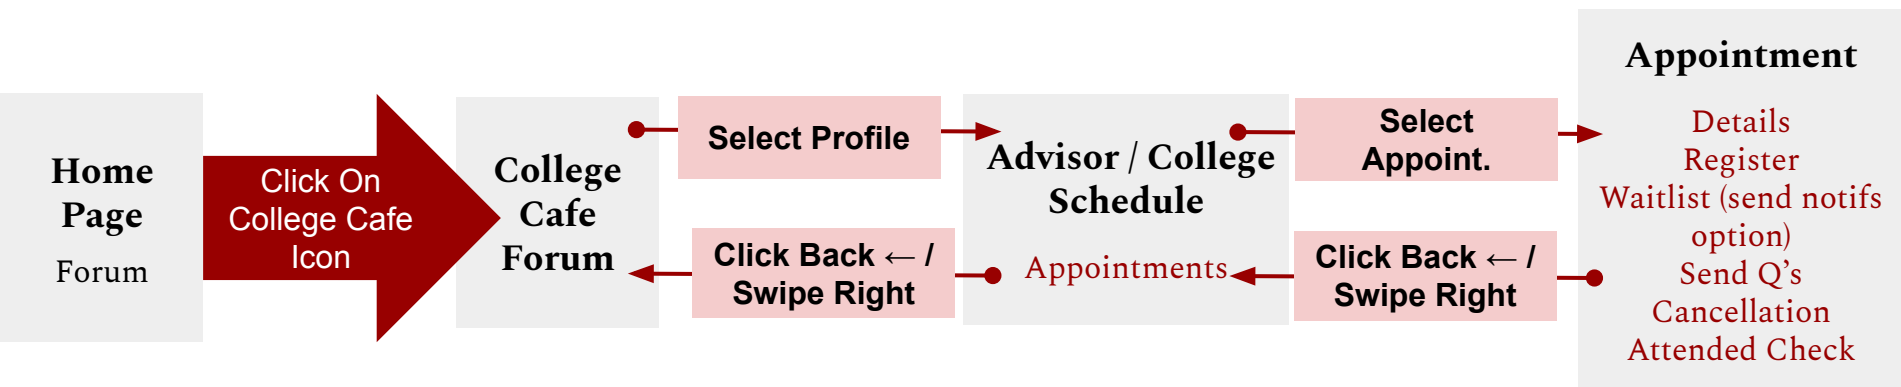 Home
Page
Forum
Click On
College Cafe
Icon
College
Cafe
Forum
Select Profile
Click Back ← /
Swipe Right
Advisor / College
Schedule
Appointments
Select
Appoint.
Click Back ← /
Swipe Right
Appointment
Details
Register
Waitlist (send notifs
option)
Send Q’s
Cancellation
Attended Check